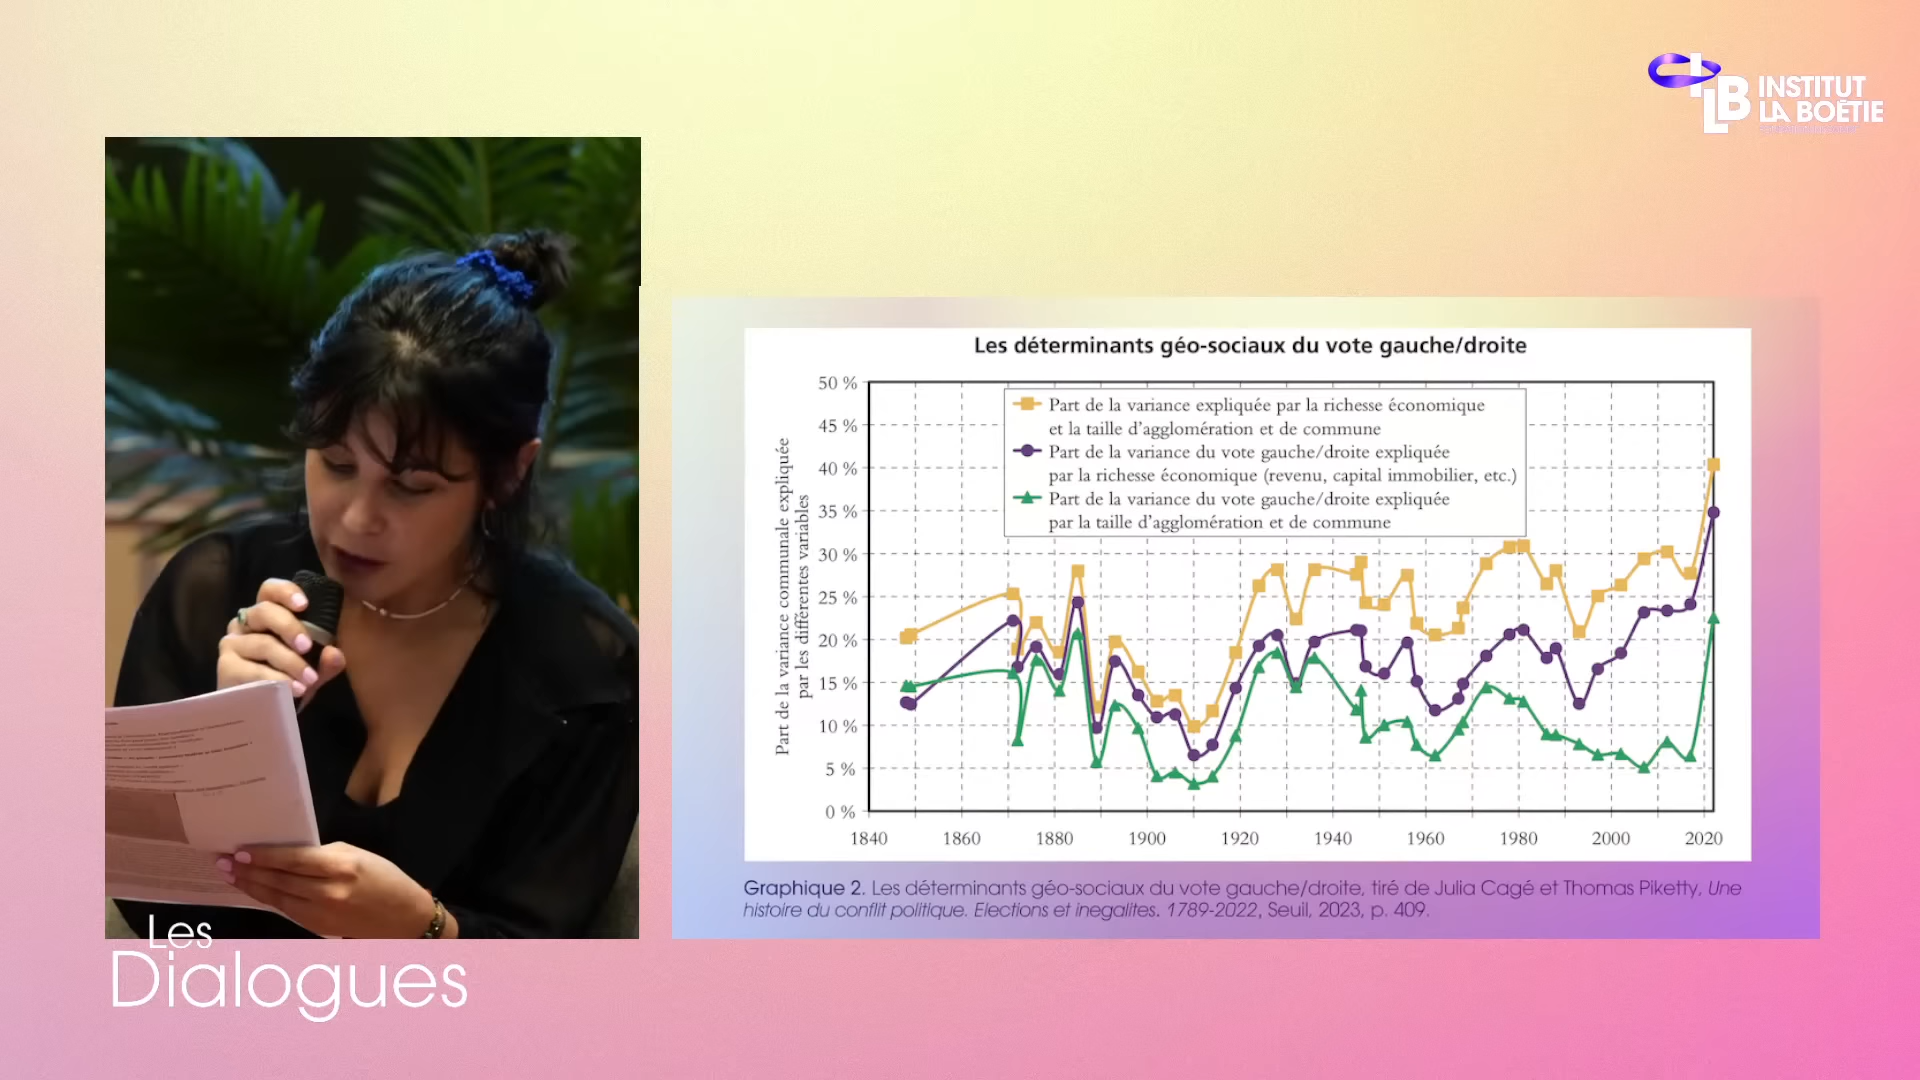 INSTITUT
LA BOÉTIE
Les déterminants géo-sociaux du vote gauche/droite
Part de la variance communale expliquée
par les différentes variables
50 %
45 %
40 %
35 %
30 %
25 %
20 %
15 %
10 %
5 %
0 %
Part de la variance expliquée par la richesse économique
et la taille d’agglomération et de commune
Part de la variance du vote gauche/droite expliquée
par la richesse économique (revenu, capital immobilier, etc.)
Part de la variance du vote gauche/droite expliquée
par la taille d’agglomération et de commune
1840 1860 1880 1900 1920 1940 1960 1980 2000 2020
Graphique 2. Les déterminants géo-sociaux du vote gauche/droite, tiré de Julia Cagé et Thomas Piketty, Une
histoire du conflit politique. Elections et inegalites. 1789-2022, Seuil, 2023, p. 409.
Les
Dialogues